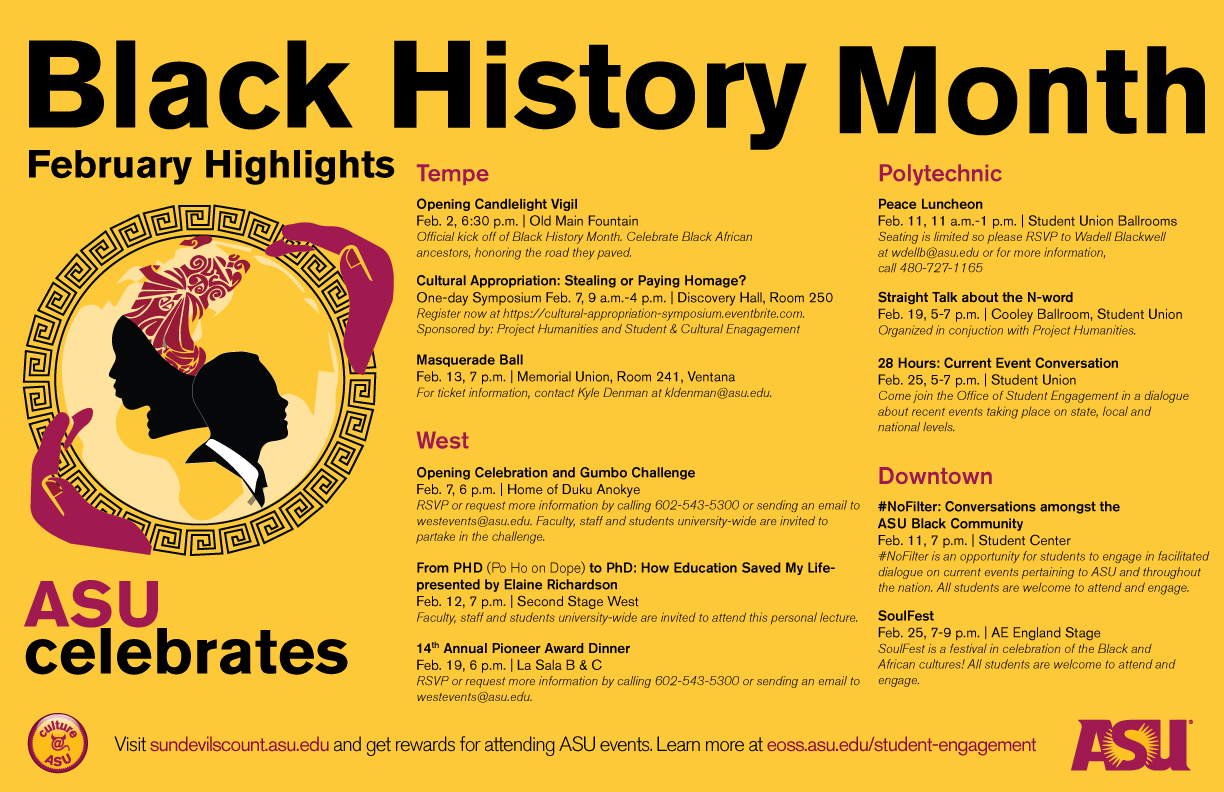 Black History Month
February Highlights
Tempe
Opening Candlelight Vigil
Feb. 2, 6:30 p.m. | Old Main Fountain
Official kick off of Black History Month. Celebrate Black African
ancestors, honoring the road they paved.
Cultural Appropriation: Stealing or Paying Homage?
One-day Symposium Feb. 7, 9 a.m.-4 p.m. | Discovery Hall, Room 250
Register now at https://cultural-appropriation-symposium.eventbrite.com.
Sponsored by: Project Humanities and Student & Cultural Enagagement
Masquerade Ball
Feb. 13, 7 p.m. | Memorial Union, Room 241, Ventana
For ticket information, contact Kyle Denman at kldenman@asu.edu.
West
Opening Celebration and Gumbo Challenge
Feb. 7, 6 p.m. | Home of Duku Anokye
RSVP or request more information by calling 602-543-5300 or sending an email to
westevents@asu.edu. Faculty, staff and students university-wide are invited to
partake in the challenge.
From PHD (Po Ho on Dope) to PhD: How Education Saved My Life-
presented by Elaine Richardson
Feb. 12, 7 p.m. | Second Stage West
Faculty, staff and students university-wide are invited to attend this personal lecture.
14th Annual Pioneer Award Dinner
Feb. 19, 6 p.m. | La Sala B & C
RSVP or request more information by calling 602-543-5300 or sending an email to
westevents@asu.edu.
Polytechnic
Peace Luncheon
Feb. 11, 11 a.m.-1 p.m. | Student Union Ballrooms
Seating is limited so please RSVP to Wadell Blackwell
at wdellb@asu.edu or for more information,
call 480-727-1165
Straight Talk about the N-word
Feb. 19, 5-7 p.m. | Cooley Ballroom, Student Union
Organized in conjuction with Project Humanities.
28 Hours: Current Event Conversation
Feb. 25, 5-7 p.m. | Student Union
Come join the Office of Student Engagement in a dialogue
about recent events taking place on state, local and
national levels.
Downtown
#NoFilter: Conversations amongst the
ASU Black Community
Feb. 11, 7 p.m. | Student Center
#NoFilter is an opportunity for students to engage in facilitated
dialogue on current events pertaining to ASU and throughout
the nation. All students are welcome to attend and engage.
SoulFest
Feb. 25, 7-9 p.m. | AE England Stage
SoulFest is a festival in celebration of the Black and
African cultures! All students are welcome to attend and
engage.
ASU
celebrates
culture
@
ASU
Visit sundevilscount.asu.edu and get rewards for attending ASU events. Learn more at eoss.asu.edu/student-engagement
ASU®